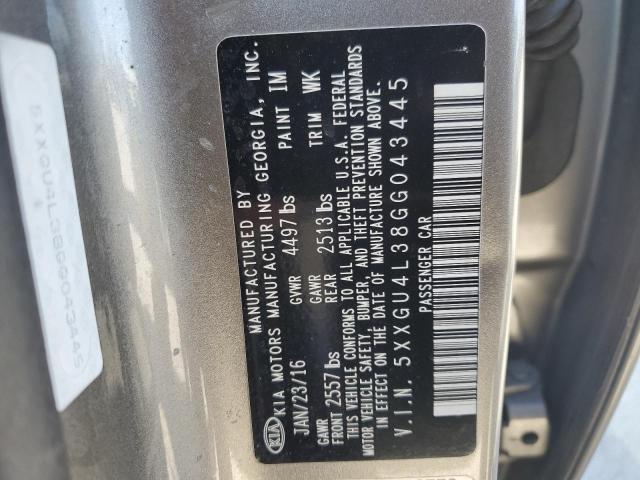 KIA
MANUFACTURED BY
KIA MOTORS MANUFACTURING GEORGIA, INC.
JAN/23/16 GVWR 4497 lbs PAINT IM
GAWR FRONT 2557 lbs GAWR REAR 2513 lbs TRIM WK
THIS VEHICLE CONFORMS TO ALL APPLICABLE U.S.A. FEDERAL
MOTOR VEHICLE SAFETY, BUMPER, AND THEFT PREVENTION STANDARDS
IN EFFECT ON THE DATE OF MANUFACTURE SHOWN ABOVE.
V.I.N. 5XXGU4L38GG043445
PASSENGER CAR
5XXGU4L38GG043445